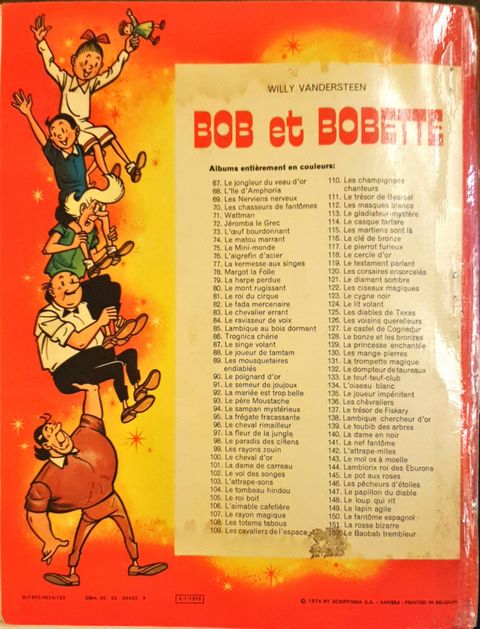 WILLY VANDERSTEEN
BOB et BOBETTE
Albums entièrement en couleurs:
67. Le jongleur du veau d'or
68. L'île d'Amphoria
69. Les Nerviens nerveux
70. Les chasseurs de fantômes
71. Wattman
72. Jéromba le Grec
73. L'œuf bourdonnant
74. Le matou marrant
75. Le Mini-monde
76. L'aigrefin d'acier
77. La kermesse aux singes
78. Margot la Folle
79. La harpe perdue
80. Le mont rugissant
81. Le roi du cirque
82. Le fada mercenaire
83. Le chevalier errant
84. Le ravisseur de voix
85. Lambique au bois dormant
86. Trognica chérie
87. Le singe volant
88. Le joueur de tamtam
89. Les mousquetaires
endiablés
90. Le poignard d'or
91. Le semeur de joujoux
92. La mariée est trop belle
93. Le père Moustache
94. Le sampan mystérieux
95. La frégate fracassante
96. Le cheval rimailleur
97. La fleur de la jungle
98. Le paradis des chiens
99. Les rayons zouin
100. Le cheval d'or
101. La dame de carreau
102. Le vol des songes
103. L'attrape-sons
104. Le tombeau hindou
105. Le roi boit
106. L'aimable cafetière
107. Le rayon magique
108. Les totems tabous
109. Les cavaliers de l'espace
110. Les champignons
chanteurs
111. Le trésor de Beersel
112. Les masques blancs
113. Le gladiateur-mystère
114. Le casque tartare
115. Les martiens sont là
116. La clé de bronze
117. Le pierrot furieux
118. Le cercle d'or
119. Le testament parlant
120. Les corsaires ensorcelés
121. Le diamant sombre
122. Les ciseaux magiques
123. Le cygne noir
124. Le lit volant
125. Les diables de Texas
126. Les voisins querelleurs
127. Le castel de Cognedur
128. Le bonze et les bronzes
129. La princesse enchantée
130. Les mange-pierres
131. La trompette magique
132. Le dompteur de taureaux
133. Le teuf-teuf-club
134. L'oiseau blanc
135. Le joueur impénitent
136. Les chèvraliers
137. Le trésor de Fiskary
138. Lambique chercheur d'or
139. Le toubib des arbres
140. La dame en noir
141. La nef fantôme
142. L'attrape-mites
143. Le mol os à moelle
144. Lambiorix roi des Eburons
145. Le pot aux roses
146. Les pêcheurs d'étoiles
147. Le papillon du diable
148. Le loup qui rit
149. Le lapin agile
150. Le fantôme espagnol
151. La rosse bizarre
152. Le Baobab trembleur
D/1973/0034/159
ISBN: 90 02 00435 9
© 1974 BY SCRIPTORIA S.A. - ANVERS - PRINTED IN BELGIUM